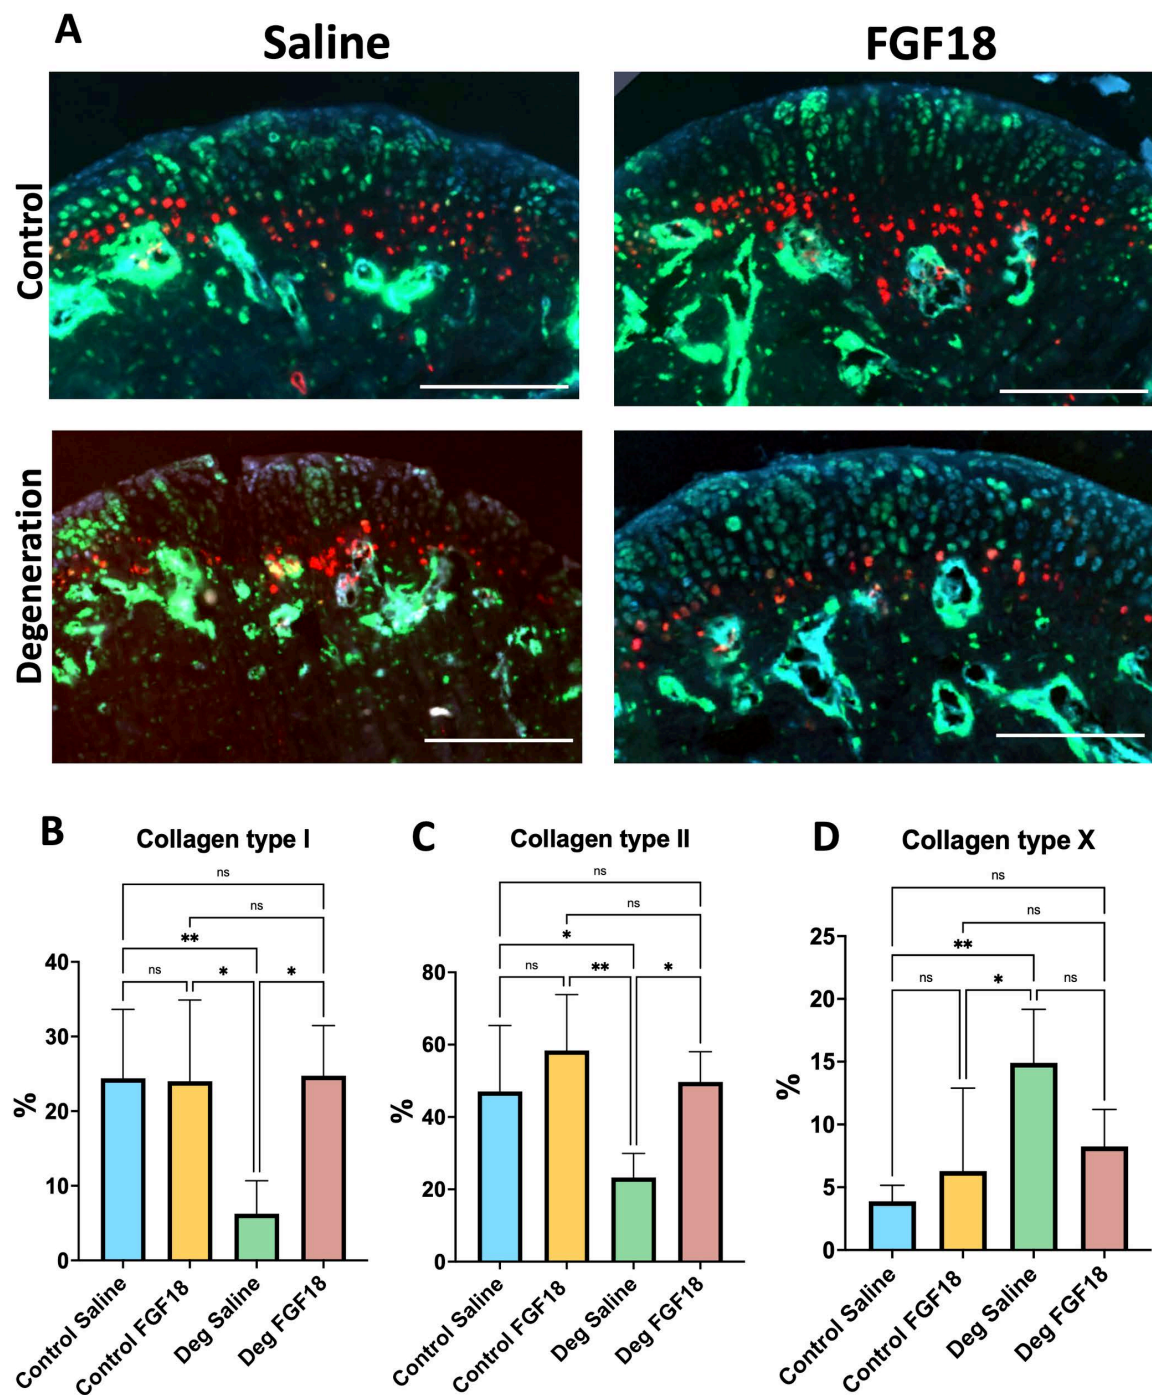 A
Saline
FGF18
Control
Degeneration
B
Collagen type I
ns
ns
**
ns
*
*
40
30
20
10
0
%
Control Saline
Control FGF18
Deg Saline
Deg FGF18
C
Collagen type II
ns
ns
*
ns
**
*
80
60
40
20
0
%
Control Saline
Control FGF18
Deg Saline
Deg FGF18
D
Collagen type X
ns
ns
**
ns
*
ns
25
20
15
10
5
0
%
Control Saline
Control FGF18
Deg Saline
Deg FGF18